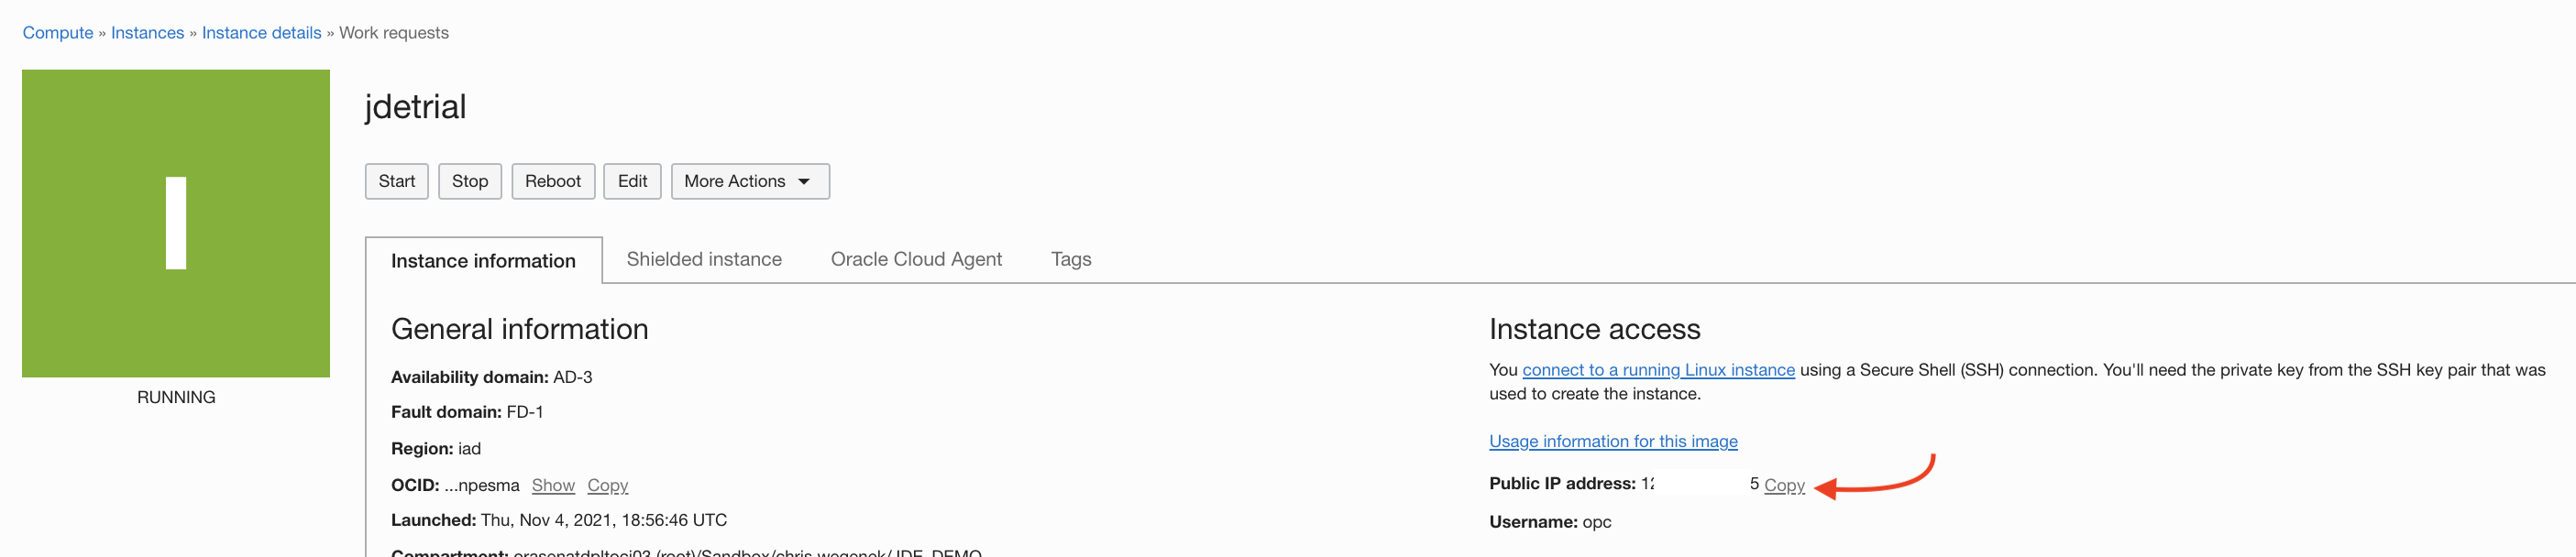 Compute » Instances » Instance details » Work requests
I
RUNNING
jdetrial
Start Stop Reboot Edit More Actions
Instance information Shielded instance Oracle Cloud Agent Tags
General information
Availability domain: AD-3
Fault domain: FD-1
Region: iad
OCID: ...npesma Show Copy
Launched: Thu, Nov 4, 2021, 18:56:46 UTC
Compartment:
Instance access
You connect to a running Linux instance using a Secure Shell (SSH) connection. You'll need the private key from the SSH key pair that was
used to create the instance.
Usage information for this image
Public IP address: 12 5 Copy
Username: opc